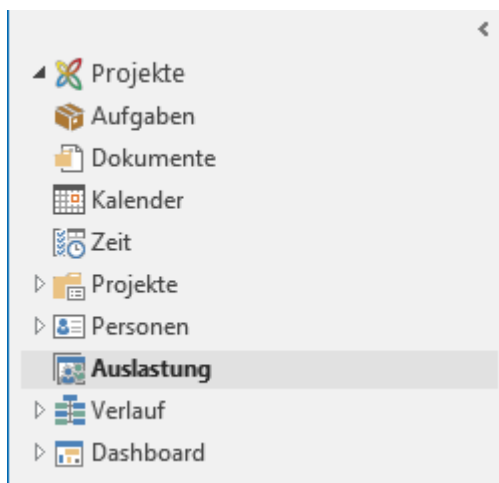 Projekte
Aufgaben
Dokumente
Kalender
Zeit
Projekte
Personen
Auslastung
Verlauf
Dashboard